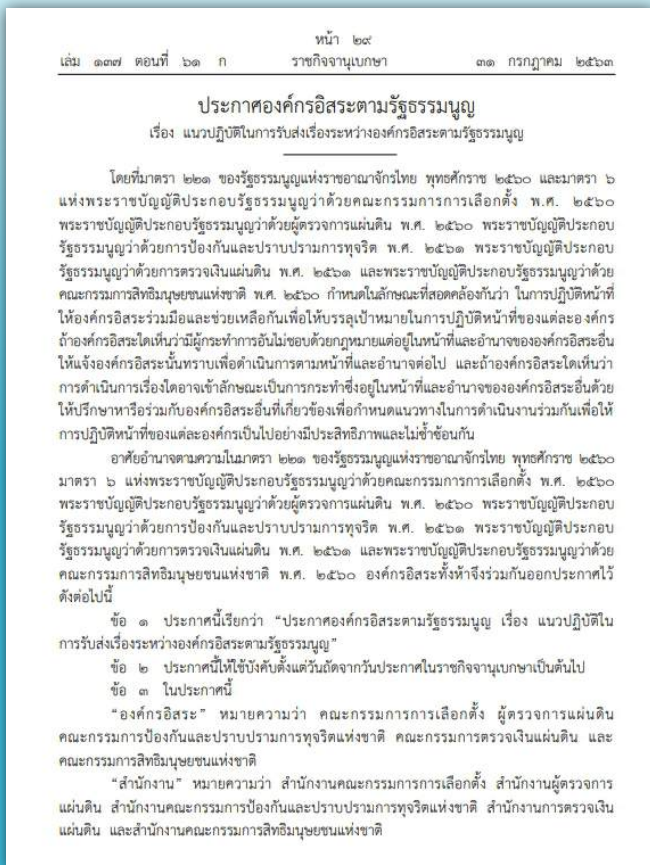 หน้า ๒๙
เล่ม ๑๓๗ ตอนที่ ๖๑ ก ราชกิจจานุเบกษา ๓๑ กรกฎาคม ๒๕๖๓
ประกาศองค์กรอิสระตามรัฐธรรมนูญ
เรื่อง แนวปฏิบัติในการรับส่งเรื่องระหว่างองค์กรอิสระตามรัฐธรรมนูญ
โดยที่มาตรา ๒๒๑ ของรัฐธรรมนูญแห่งราชอาณาจักรไทย พุทธศักราช ๒๕๖๐ และมาตรา ๖
แห่งพระราชบัญญัติประกอบรัฐธรรมนูญว่าด้วยคณะกรรมการการเลือกตั้ง พ.ศ. ๒๕๖๐
พระราชบัญญัติประกอบรัฐธรรมนูญว่าด้วยผู้ตรวจการแผ่นดิน พ.ศ. ๒๕๖๐ พระราชบัญญัติประกอบ
รัฐธรรมนูญว่าด้วยการป้องกันและปราบปรามการทุจริต พ.ศ. ๒๕๖๑ พระราชบัญญัติประกอบ
รัฐธรรมนูญว่าด้วยการตรวจเงินแผ่นดิน พ.ศ. ๒๕๖๑ และพระราชบัญญัติประกอบรัฐธรรมนูญว่าด้วย
คณะกรรมการสิทธิมนุษยชนแห่งชาติ พ.ศ. ๒๕๖๐ กำหนดในลักษณะที่สอดคล้องกันว่า ในการปฏิบัติหน้าที่
ให้องค์กรอิสระร่วมมือและช่วยเหลือกันเพื่อให้บรรลุเป้าหมายในการปฏิบัติหน้าที่ของแต่ละองค์กร
ถ้าองค์กรอิสระใดเห็นว่ามีผู้กระทำการอันไม่ชอบด้วยกฎหมายแต่อยู่ในหน้าที่และอำนาจขององค์กรอิสระอื่น
ให้แจ้งองค์กรอิสระนั้นทราบเพื่อดำเนินการตามหน้าที่และอำนาจต่อไป และถ้าองค์กรอิสระใดเห็นว่า
การดำเนินการเรื่องใดอาจเข้าลักษณะเป็นการกระทำซึ่งอยู่ในหน้าที่และอำนาจขององค์กรอิสระอื่นด้วย
ให้ปรึกษาหารือร่วมกับองค์กรอิสระอื่นที่เกี่ยวข้องเพื่อกำหนดแนวทางในการดำเนินงานร่วมกันเพื่อให้
การปฏิบัติหน้าที่ของแต่ละองค์กรเป็นไปอย่างมีประสิทธิภาพและไม่ซ้ำซ้อนกัน
อาศัยอำนาจตามความในมาตรา ๒๒๑ ของรัฐธรรมนูญแห่งราชอาณาจักรไทย พุทธศักราช ๒๕๖๐
มาตรา ๖ แห่งพระราชบัญญัติประกอบรัฐธรรมนูญว่าด้วยคณะกรรมการการเลือกตั้ง พ.ศ. ๒๕๖๐
พระราชบัญญัติประกอบรัฐธรรมนูญว่าด้วยผู้ตรวจการแผ่นดิน พ.ศ. ๒๕๖๐ พระราชบัญญัติประกอบ
รัฐธรรมนูญว่าด้วยการป้องกันและปราบปรามการทุจริต พ.ศ. ๒๕๖๑ พระราชบัญญัติประกอบ
รัฐธรรมนูญว่าด้วยการตรวจเงินแผ่นดิน พ.ศ. ๒๕๖๑ และพระราชบัญญัติประกอบรัฐธรรมนูญว่าด้วย
คณะกรรมการสิทธิมนุษยชนแห่งชาติ พ.ศ. ๒๕๖๐ องค์กรอิสระทั้งห้าจึงร่วมกันออกประกาศไว้
ดังต่อไปนี้
ข้อ ๑ ประกาศนี้เรียกว่า “ประกาศองค์กรอิสระตามรัฐธรรมนูญ เรื่อง แนวปฏิบัติใน
การรับส่งเรื่องระหว่างองค์กรอิสระตามรัฐธรรมนูญ”
ข้อ ๒ ประกาศนี้ให้ใช้บังคับตั้งแต่วันถัดจากวันประกาศในราชกิจจานุเบกษาเป็นต้นไป
ข้อ ๓ ในประกาศนี้
“องค์กรอิสระ” หมายความว่า คณะกรรมการการเลือกตั้ง ผู้ตรวจการแผ่นดิน
คณะกรรมการป้องกันและปราบปรามการทุจริตแห่งชาติ คณะกรรมการตรวจเงินแผ่นดิน และ
คณะกรรมการสิทธิมนุษยชนแห่งชาติ
“สำนักงาน” หมายความว่า สำนักงานคณะกรรมการการเลือกตั้ง สำนักงานผู้ตรวจการ
แผ่นดิน สำนักงานคณะกรรมการป้องกันและปราบปรามการทุจริตแห่งชาติ สำนักงานการตรวจเงิน
แผ่นดิน และสำนักงานคณะกรรมการสิทธิมนุษยชนแห่งชาติ